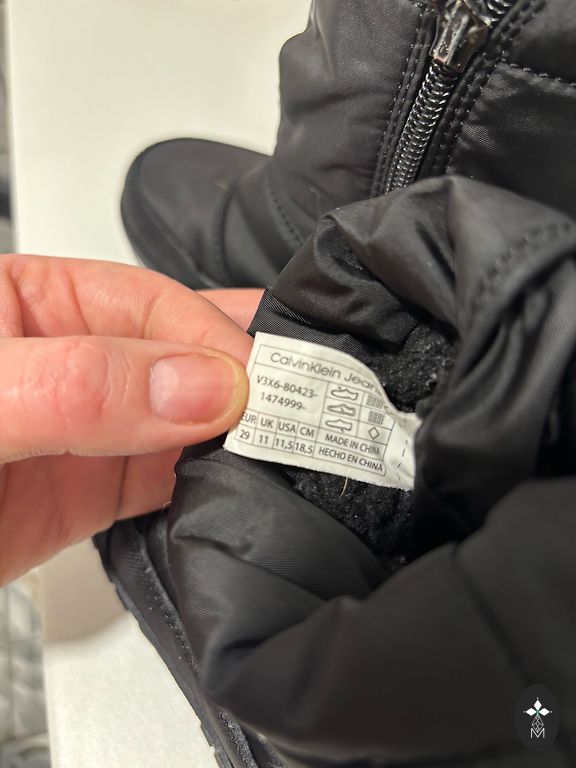 CalvinKlein Jean
V3X6-80423-
1474999-
EUR UK USA CM
29 11 11,5 18,5
MADE IN CHINA
HECHO EN CHINA
M